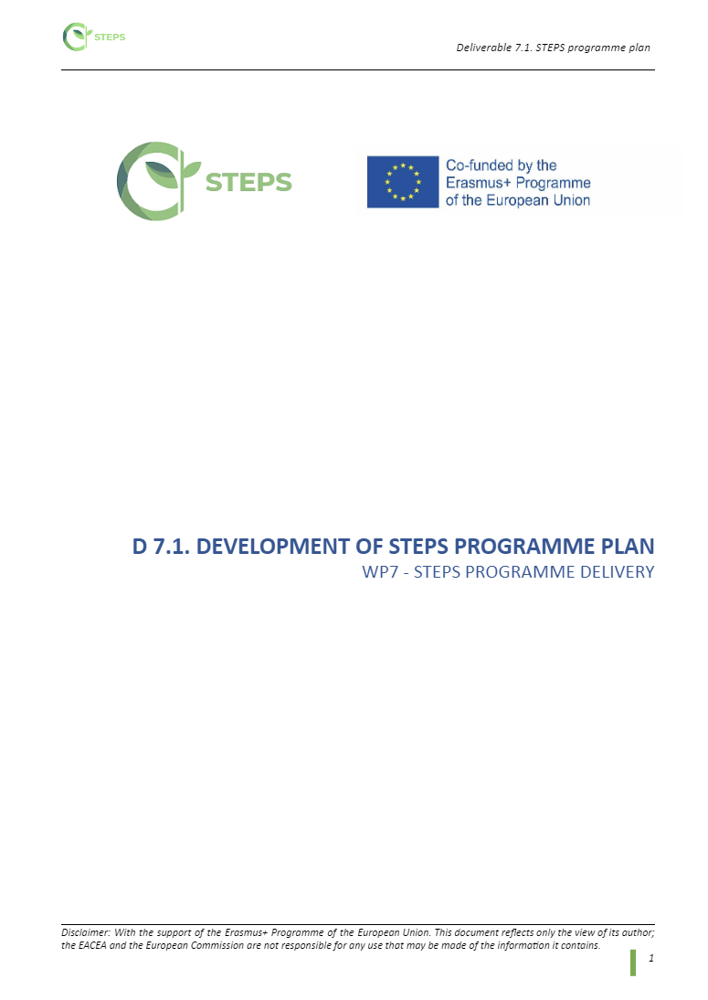 STEPS
Deliverable 7.1. STEPS programme plan
STEPS
Co-funded by the
Erasmus+ Programme
of the European Union
D 7.1. DEVELOPMENT OF STEPS PROGRAMME PLAN
WP7 - STEPS PROGRAMME DELIVERY
Disclaimer: With the support of the Erasmus+ Programme of the European Union. This document reflects only the view of its author;
the EACEA and the European Commission are not responsible for any use that may be made of the information it contains.
1